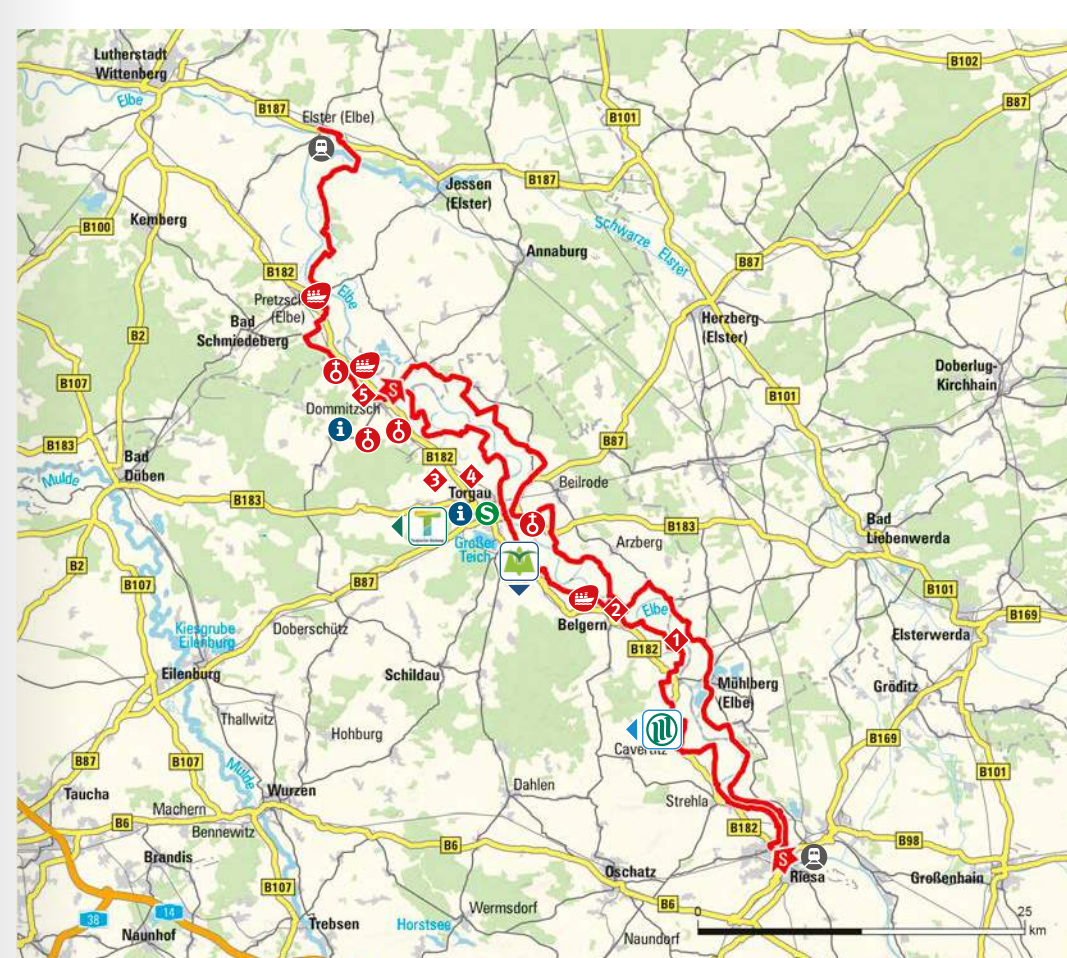 Lutherstadt
Wittenberg
Elbe
B187
Elster (Elbe)
B101
B102
B87
Jessen
(Elster)
B187
B100
Kemberg
Schwarze Elster
Annaburg
B87
B182
Elbe
(Elbe)
Bad
Schmiedeberg
B2
Herzberg
(Elster)
Doberlug-
Kirchhain
B107
S
5
Dommitzsch
B101
i
B183
B87
Bad
Düben
Mulde
B182
3
4
Torgau
Beilrode
B183
T
i
S
Großer
Teich
B183
Arzberg
Bad
Liebenwerda
B2
B107
B87
B101
2
Elbe
Belgern
1
B169
Kiesgrube
Eilenburg
Doberschütz
B182
Elsterwerda
Eilenburg
Schildau
Mühlberg
(Elbe)
Gröditz
Thallwitz
Hohburg
B169
B87
B107
Mulde
B101
Taucha
Wurzen
Dahlen
Strehla
Machern
B6
Bennewitz
B182
B6
B98
Brandis
S
Riesa
Oschatz
Großenhain
B107
B6
38
14
Wermsdorf
0
25
km
Naunhof
Trebsen
Horstsee
Naundorf